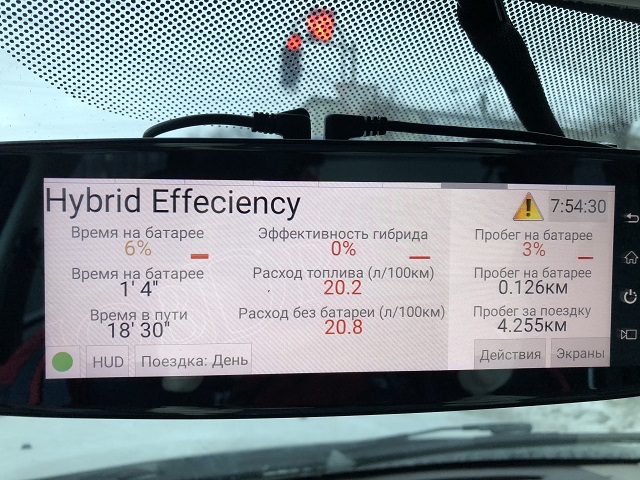 Hybrid Effeciency
7:54:30
Время на батарее
Эффективность гибрида
Пробег на батарее
6%
0%
3%
Время на батарее
Расход топлива (л/100км)
Пробег на батарее
1' 4"
20.2
0.126км
Время в пути
Расход без батареи (л/100км)
Пробег за поездку
18' 30"
20.8
4.255км
HUD
Поездка: День
Действия
Экраны